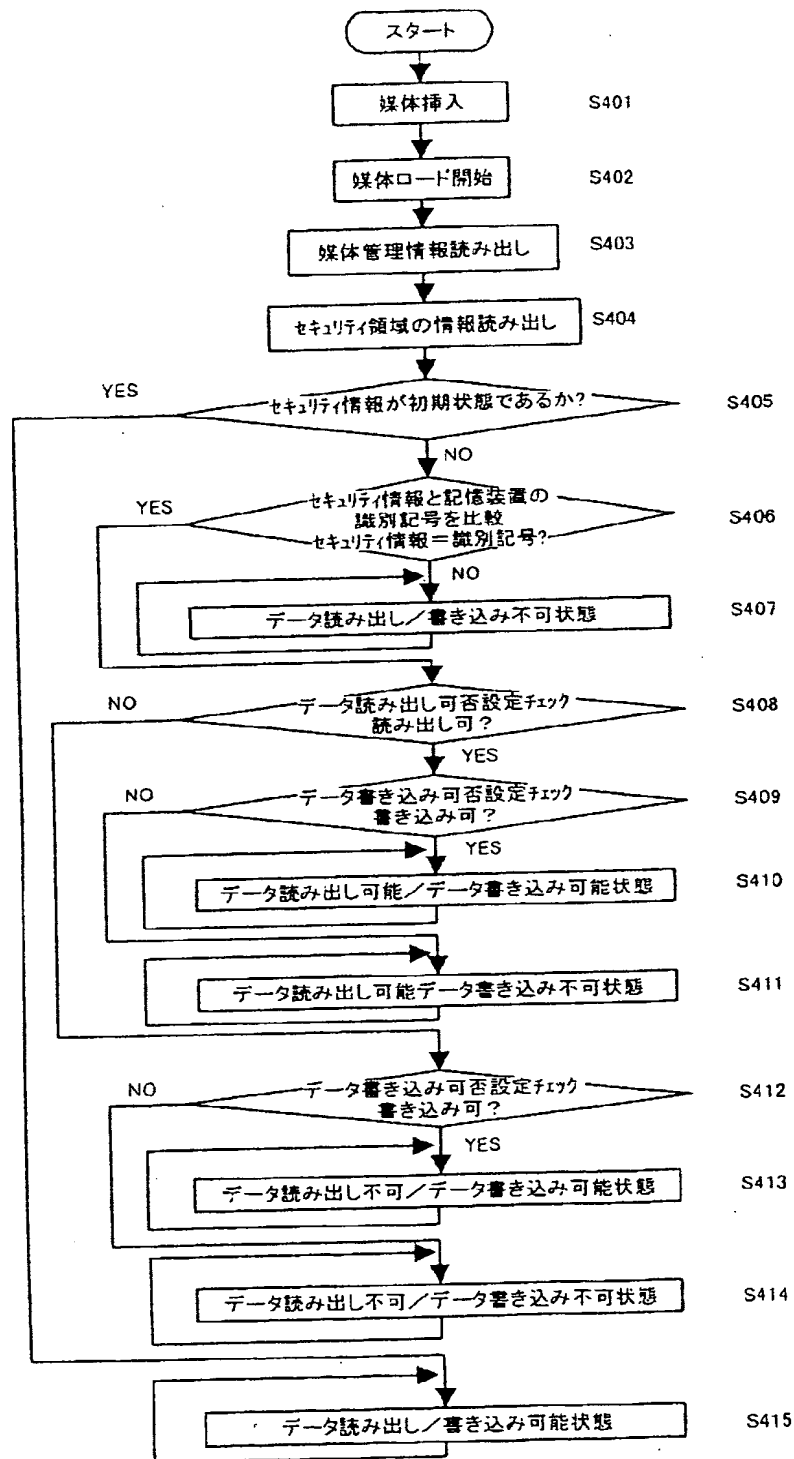 スタート
媒体挿入 S401
媒体ロード開始 S402
媒体管理情報読み出し S403
セキュリティ領域の情報読み出し S404
YES
セキュリティ情報が初期状態であるか? S405
NO
YES
セキュリティ情報と記憶装置の
識別記号を比較
セキュリティ情報=識別記号? S406
NO
データ読み出し/書き込み不可状態 S407
NO
データ読み出し可否設定チェック
読み出し可? S408
YES
NO
データ書き込み可否設定チェック
書き込み可? S409
YES
データ読み出し可能/データ書き込み可能状態 S410
データ読み出し可能データ書き込み不可状態 S411
NO
データ書き込み可否設定チェック
書き込み可? S412
YES
データ読み出し不可/データ書き込み可能状態 S413
データ読み出し不可/データ書き込み不可状態 S414
データ読み出し/書き込み可能状態 S415